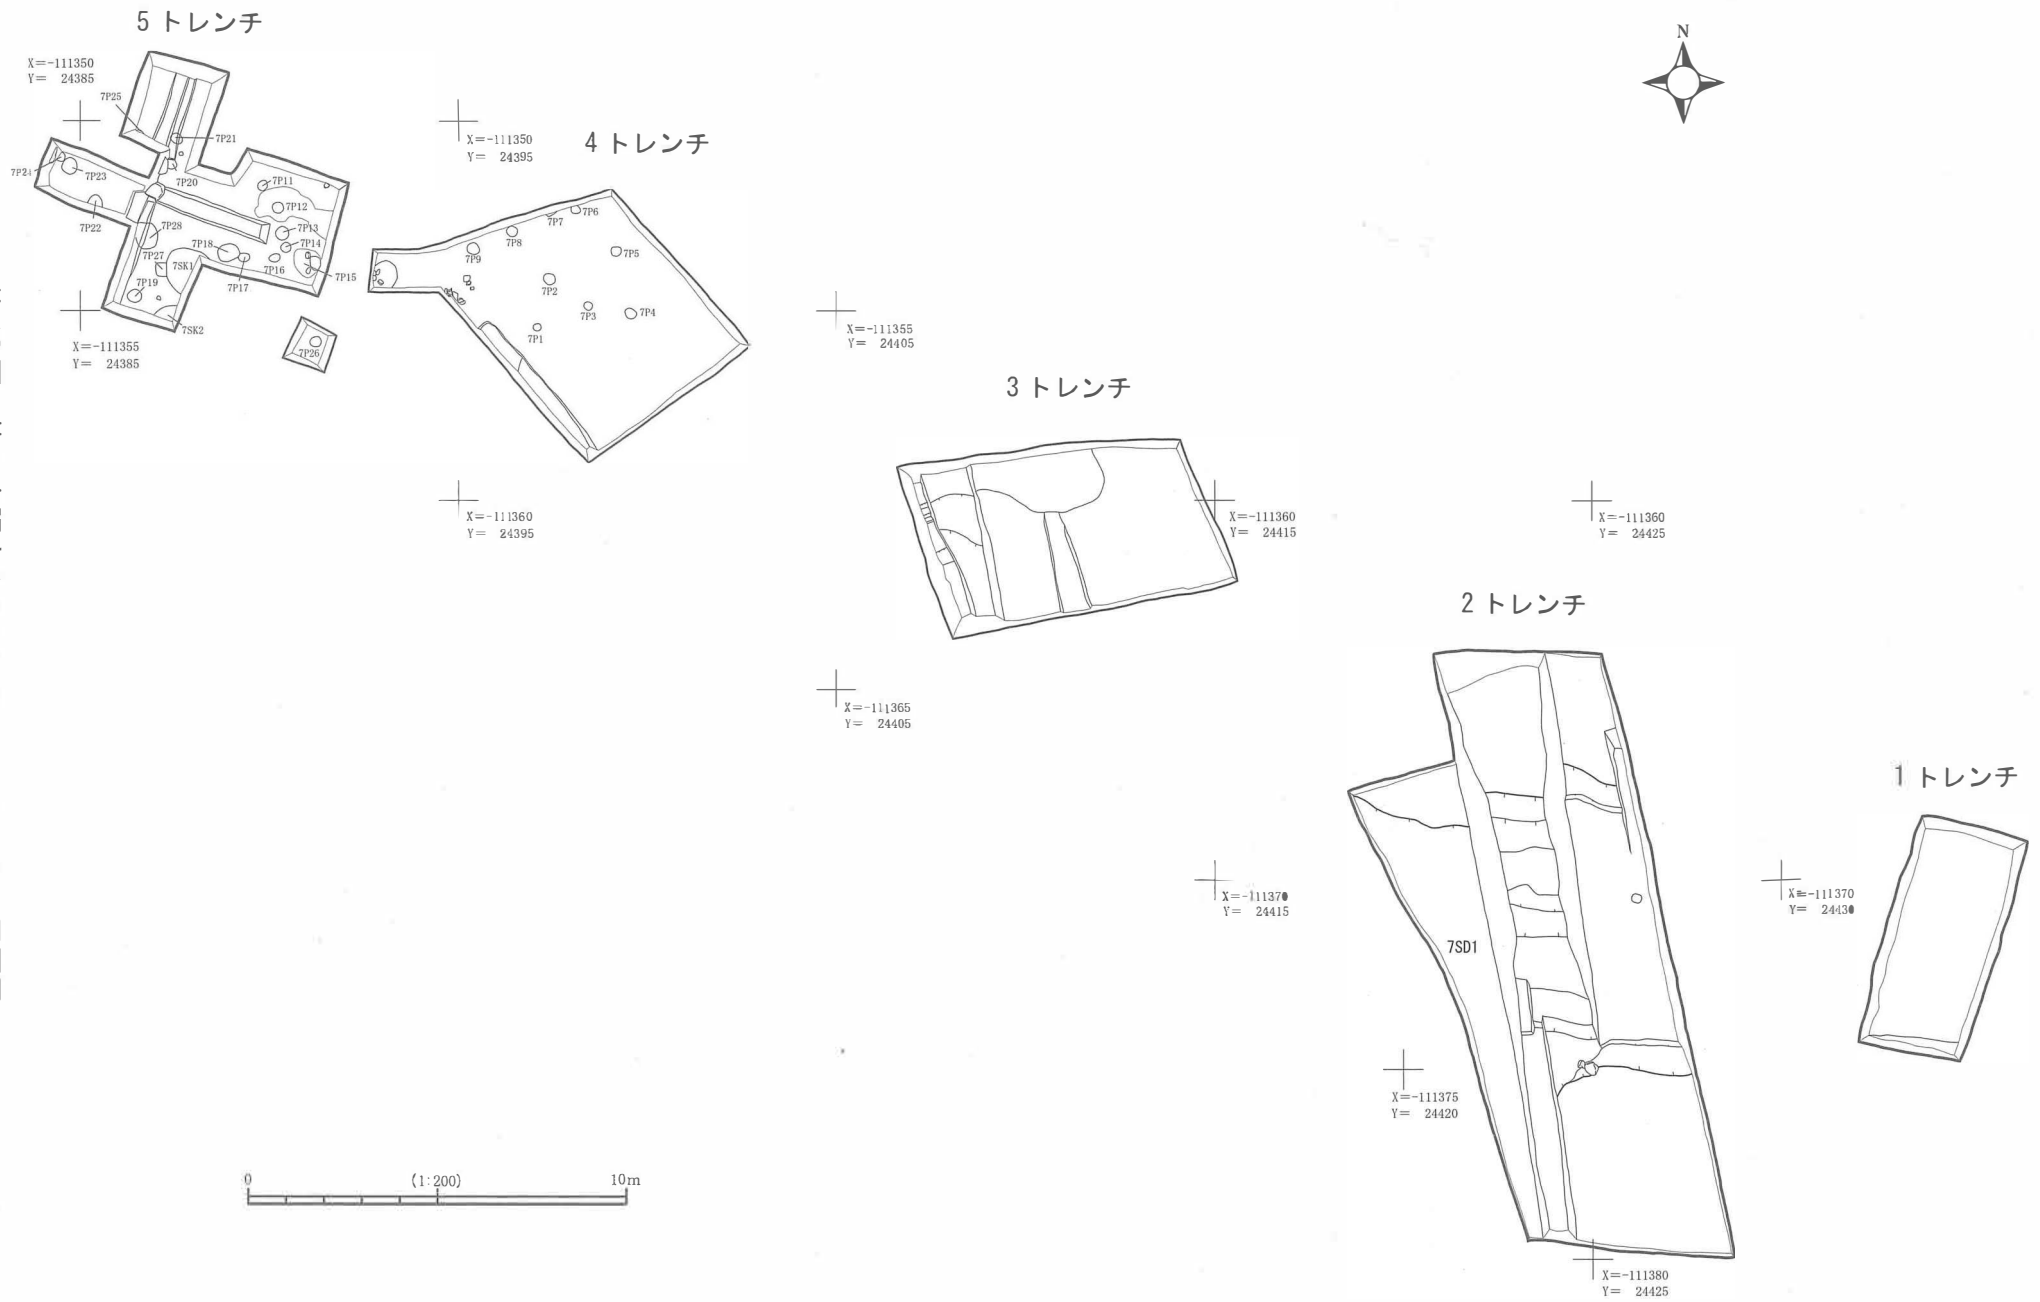 5 トレンチ
X=-111350
Y= 24385
7P25
7P21
7P24
7P23
7P20
7P11
7P12
7P22
7P28
7P13
7P18
7P14
7P27
7SK1
7P16
7P15
7P17
7P19
7SK2
X=-111355
Y= 24385
7P26
N
X=-111350
Y= 24395
4 トレンチ
7P7
7P6
7P8
7P9
7P5
7P2
7P3
7P4
7P1
X=-111355
Y= 24405
3 トレンチ
X=-111360
Y= 24395
X=-111360
Y= 24415
X=-111360
Y= 24425
2 トレンチ
X=-111365
Y= 24405
1 トレンチ
X=-111370
Y= 24415
X=-111370
Y= 24430
7SD1
X=-111375
Y= 24420
0
(1:200)
10m
X=-111380
Y= 24425